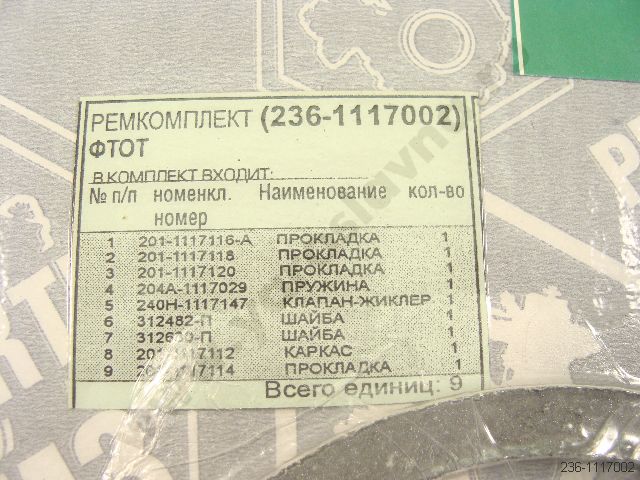 РЕМКОМПЛЕКТ (236-1117002)
ФТОТ
В КОМПЛЕКТ ВХОДИТ:
№ п/п номенкл. Наименование кол-во
номер
1 201-1117116-А ПРОКЛАДКА 1
2 201-1117118 ПРОКЛАДКА 1
3 201-1117120 ПРОКЛАДКА 1
4 204А-1117029 ПРУЖИНА 1
5 240Н-1117147 КЛАПАН-ЖИКЛЕР 1
6 312482-П ШАЙБА 1
7 ШАЙБА 1
8 КАРКАС 1
9 ПРОКЛАДКА 1
Всего единиц: 9
236-1117002